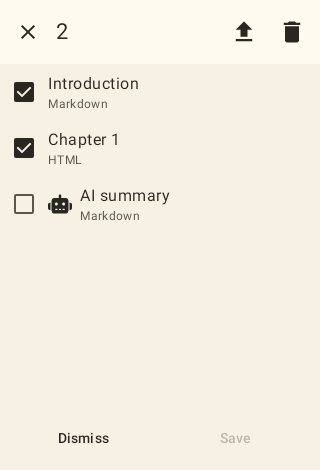 2
Introduction
Markdown
Chapter 1
HTML
AI summary
Markdown
Dismiss
Save